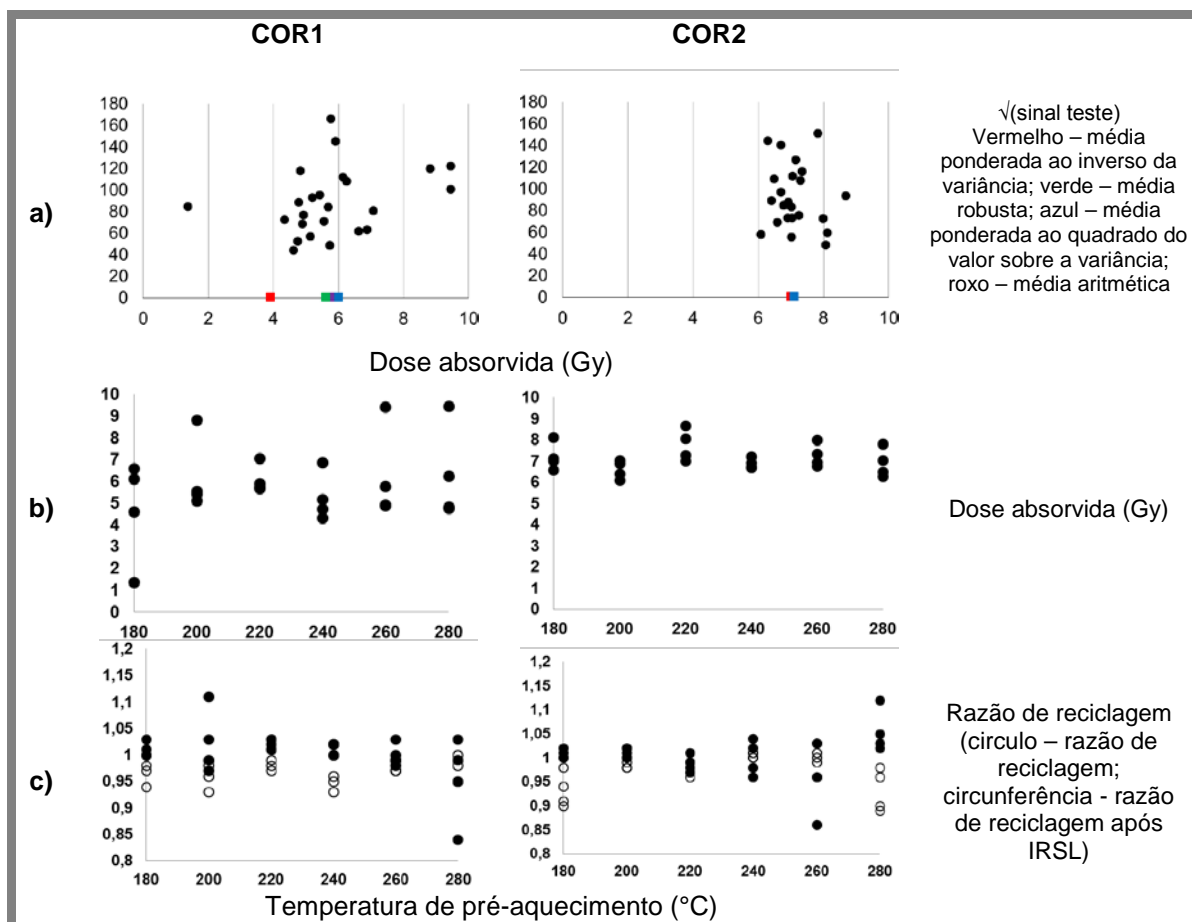 COR1
COR2
a)
180
160
140
120
100
80
60
40
20
0
0 2 4 6 8 10
180
160
140
120
100
80
60
40
20
0
0 2 4 6 8 10
√(sinal teste)
Vermelho – média
ponderada ao inverso da
variância; verde – média
robusta; azul – média
ponderada ao quadrado do
valor sobre a variância;
roxo – média aritmética
Dose absorvida (Gy)
b)
10
9
8
7
6
5
4
3
2
1
0
180 200 220 240 260 280
10
9
8
7
6
5
4
3
2
1
0
180 200 220 240 260 280
Dose absorvida (Gy)
c)
1,2
1,15
1,1
1,05
1
0,95
0,9
0,85
0,8
180 200 220 240 260 280
1,2
1,15
1,1
1,05
1
0,95
0,9
0,85
0,8
180 200 220 240 260 280
Razão de reciclagem
(circulo – razão de
reciclagem;
circunferência - razão
de reciclagem após
IRSL)
Temperatura de pré-aquecimento (°C)